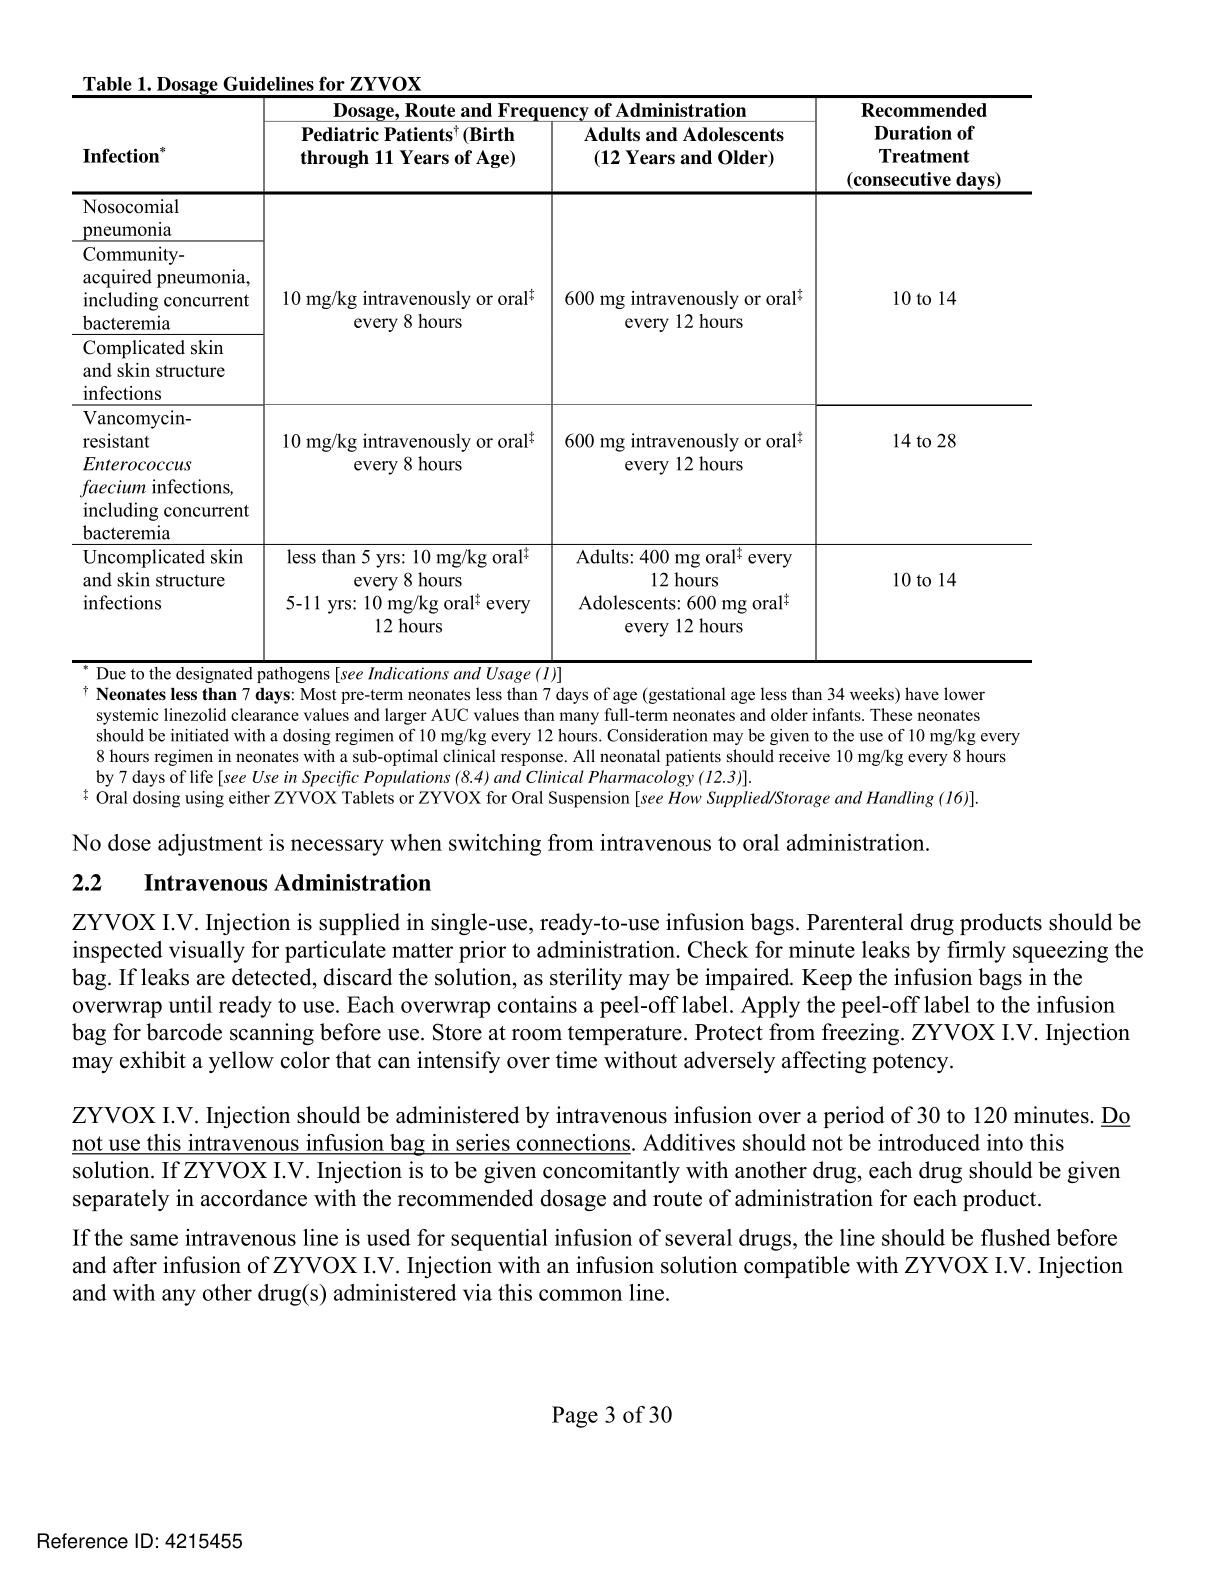 Table 1. Dosage Guidelines for ZYVOX
Infection*
Dosage, Route and Frequency of Administration
Pediatric Patients† (Birth
through 11 Years of Age)
Adults and Adolescents
(12 Years and Older)
Recommended
Duration of
Treatment
(consecutive days)
Nosocomial
pneumonia
Community-
acquired pneumonia,
including concurrent
bacteremia
Complicated skin
and skin structure
infections
10 mg/kg intravenously or oral‡
every 8 hours
600 mg intravenously or oral‡
every 12 hours
10 to 14
Vancomycin-
resistant
Enterococcus
faecium infections,
including concurrent
bacteremia
10 mg/kg intravenously or oral‡
every 8 hours
600 mg intravenously or oral‡
every 12 hours
14 to 28
Uncomplicated skin
and skin structure
infections
less than 5 yrs: 10 mg/kg oral‡
every 8 hours
5-11 yrs: 10 mg/kg oral‡ every
12 hours
Adults: 400 mg oral‡ every
12 hours
Adolescents: 600 mg oral‡
every 12 hours
10 to 14
* Due to the designated pathogens [see Indications and Usage (1)]
† Neonates less than 7 days: Most pre-term neonates less than 7 days of age (gestational age less than 34 weeks) have lower
systemic linezolid clearance values and larger AUC values than many full-term neonates and older infants. These neonates
should be initiated with a dosing regimen of 10 mg/kg every 12 hours. Consideration may be given to the use of 10 mg/kg every
8 hours regimen in neonates with a sub-optimal clinical response. All neonatal patients should receive 10 mg/kg every 8 hours
by 7 days of life [see Use in Specific Populations (8.4) and Clinical Pharmacology (12.3)].
‡ Oral dosing using either ZYVOX Tablets or ZYVOX for Oral Suspension [see How Supplied/Storage and Handling (16)].
No dose adjustment is necessary when switching from intravenous to oral administration.
2.2 Intravenous Administration
ZYVOX I.V. Injection is supplied in single-use, ready-to-use infusion bags. Parenteral drug products should be
inspected visually for particulate matter prior to administration. Check for minute leaks by firmly squeezing the
bag. If leaks are detected, discard the solution, as sterility may be impaired. Keep the infusion bags in the
overwrap until ready to use. Each overwrap contains a peel-off label. Apply the peel-off label to the infusion
bag for barcode scanning before use. Store at room temperature. Protect from freezing. ZYVOX I.V. Injection
may exhibit a yellow color that can intensify over time without adversely affecting potency.
ZYVOX I.V. Injection should be administered by intravenous infusion over a period of 30 to 120 minutes. Do
not use this intravenous infusion bag in series connections. Additives should not be introduced into this
solution. If ZYVOX I.V. Injection is to be given concomitantly with another drug, each drug should be given
separately in accordance with the recommended dosage and route of administration for each product.
If the same intravenous line is used for sequential infusion of several drugs, the line should be flushed before
and after infusion of ZYVOX I.V. Injection with an infusion solution compatible with ZYVOX I.V. Injection
and with any other drug(s) administered via this common line.
Page 3 of 30
Reference ID: 4215455